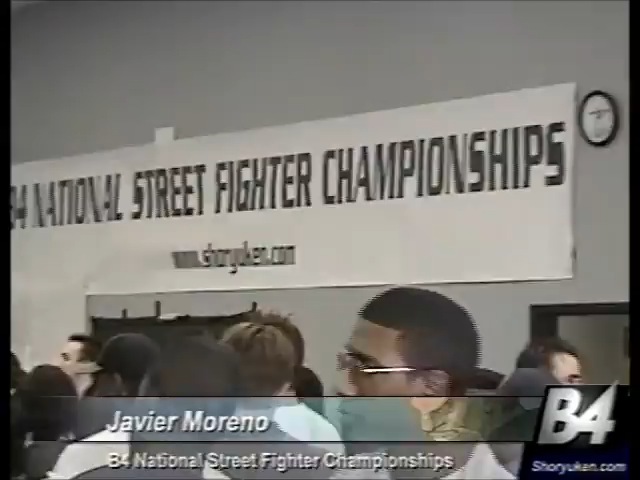 B4 NATIONAL STREET FIGHTER CHAMPIONSHIPS
www.shoryuken.com
Javier Moreno
B4 National Street Fighter Championships
B4
Shoryuken.com